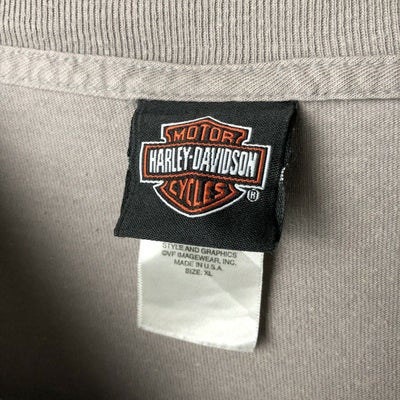 MOTOR
HARLEY-DAVIDSON
CYCLES
®
STYLE AND GRAPHICS
©VF IMAGEWEAR, INC.
MADE IN U.S.A.
SIZE: XL